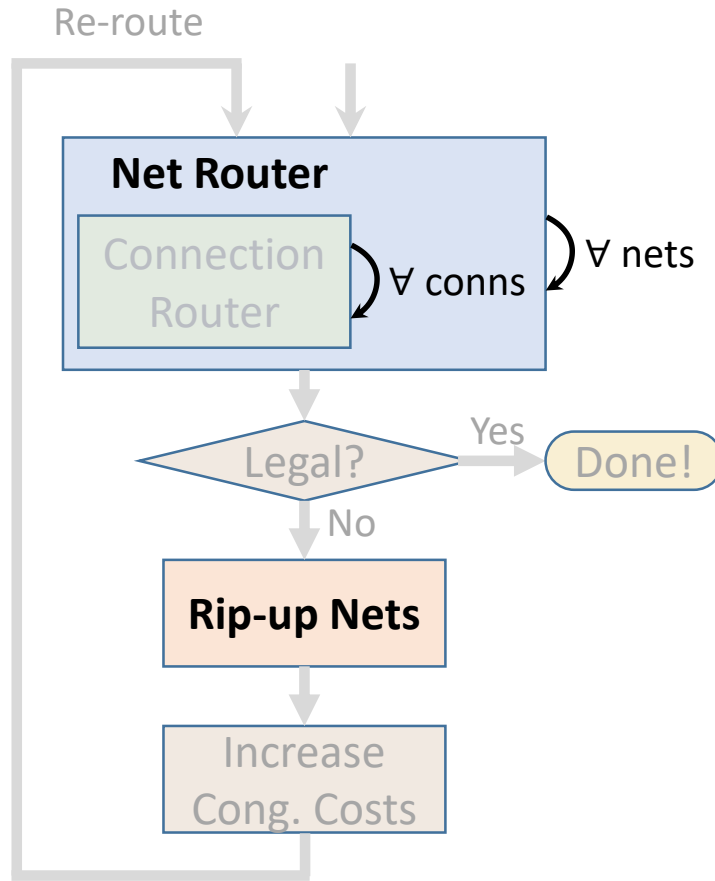 Re-route
Net Router
Connection
Router
∀ conns
∀ nets
Legal?
Yes
Done!
No
Rip-up Nets
Increase
Cong. Costs